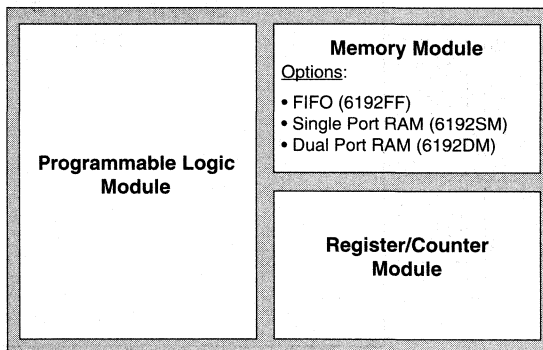 Programmable Logic
Module
Memory Module
Options:
• FIFO (6192FF)
• Single Port RAM (6192SM)
• Dual Port RAM (6192DM)
Register/Counter
Module